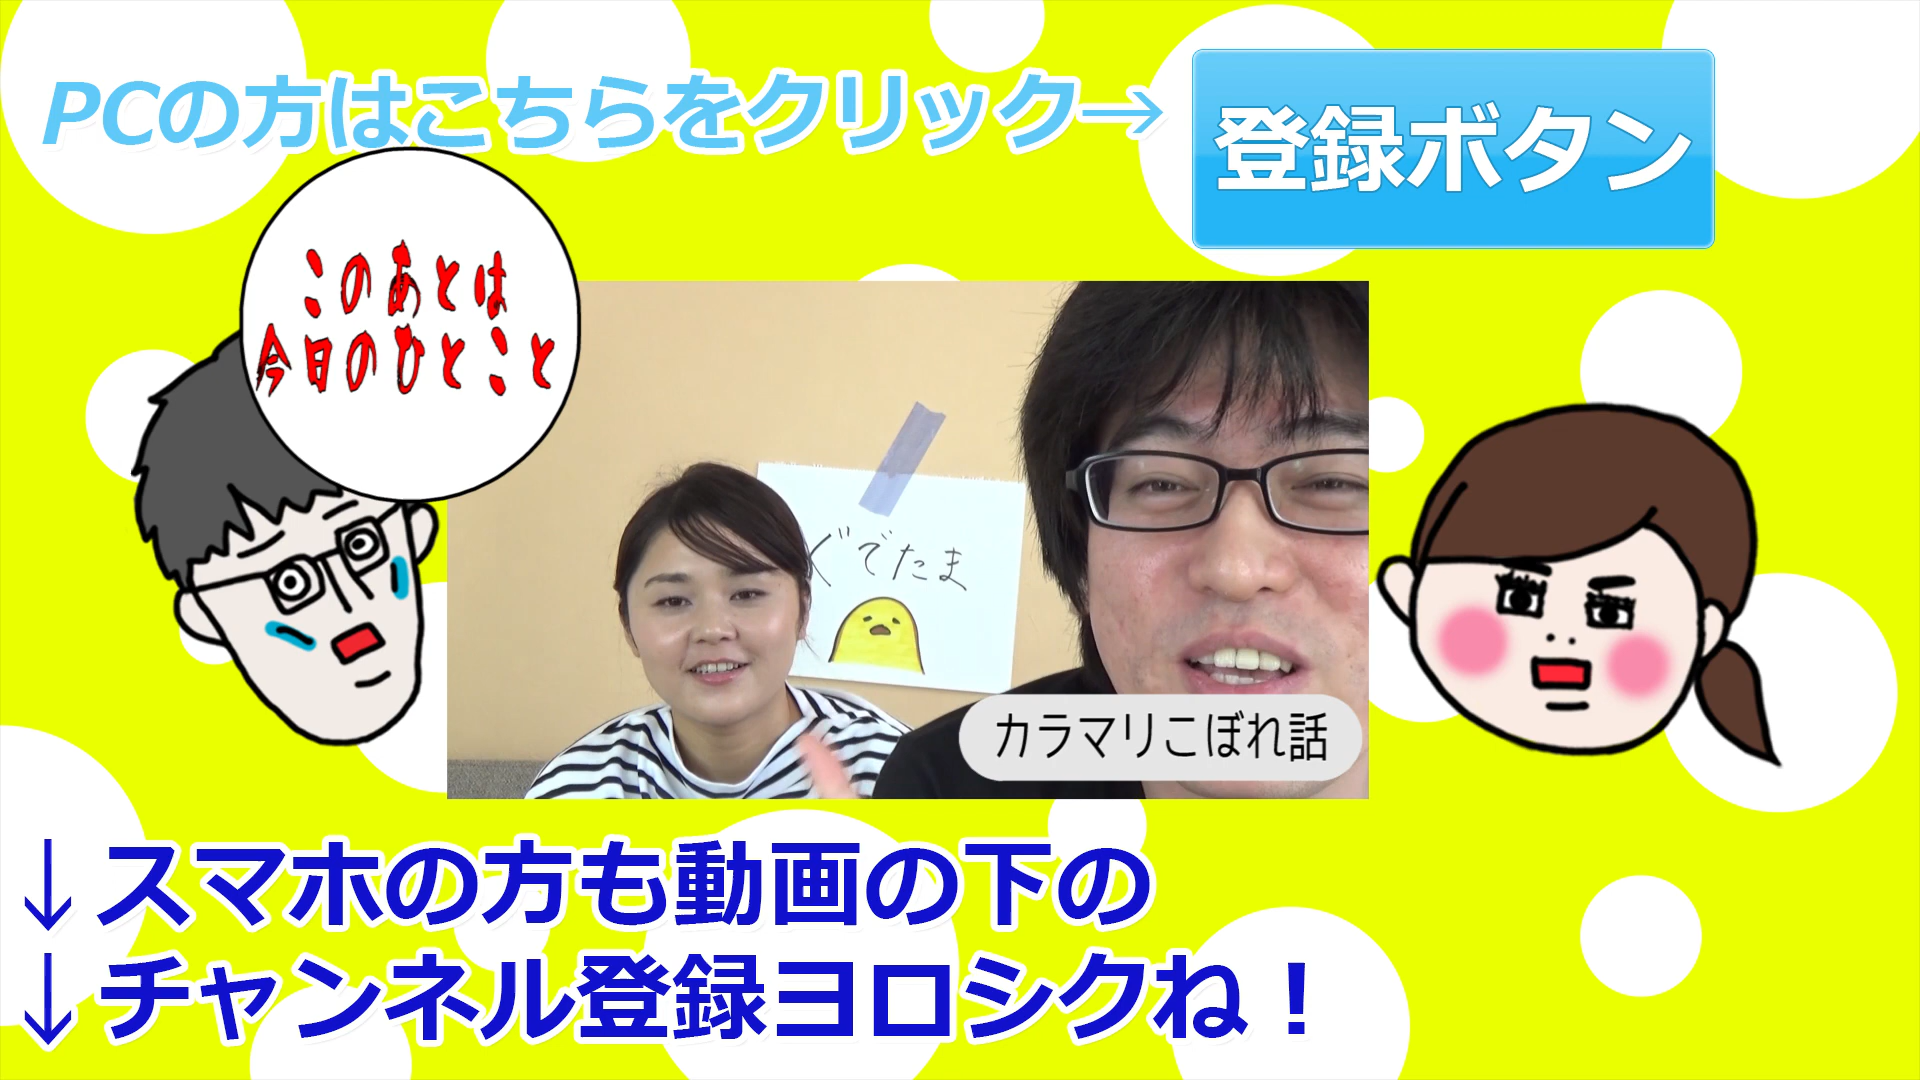 PCの方はこちらをクリック→
登録ボタン
このあとは
今日のひとこと
ぐでたま
カラマリこぼれ話
↓スマホの方も動画の下の
↓チャンネル登録ヨロシクね！